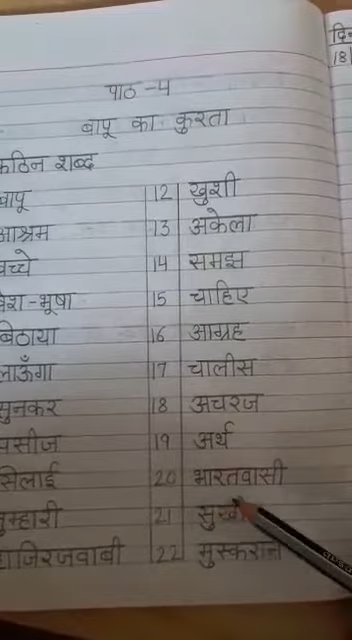 पाठ -4
बापू का कुरता
कठिन शब्द
बापू 12 खुशी
आश्रम 13 अकेला
बच्चे 14 समझ
वेश-भूषा 15 चाहिए
बिठाया 16 आग्रह
लाऊँगा 17 चालीस
सुनकर 18 अचरज
पसीज 19 अर्थ
सिलाई 20 भारतवासी
तुम्हारी 21
हाजिरजवाबी 22
18